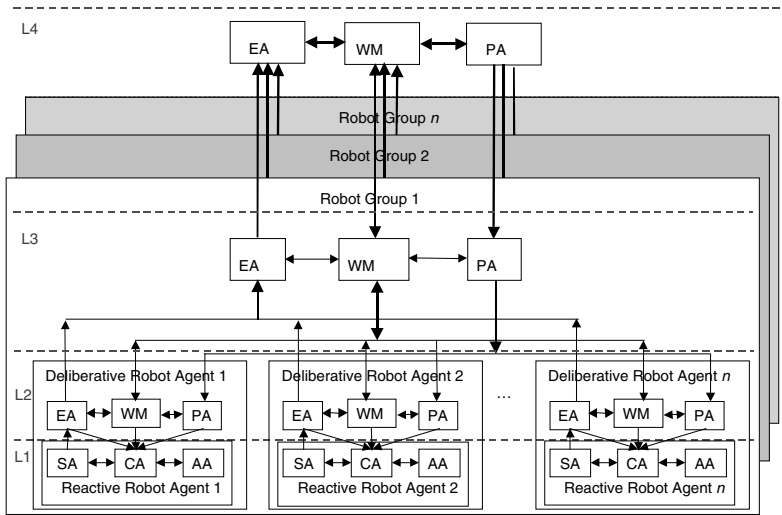 L4
EA WM PA
Robot Group n
Robot Group 2
Robot Group 1
L3
EA WM PA
Deliberative Robot Agent 1 Deliberative Robot Agent 2 ... Deliberative Robot Agent n
L2
EA WM PA EA WM PA EA WM PA
L1
SA CA AA SA CA AA SA CA AA
Reactive Robot Agent 1 Reactive Robot Agent 2 Reactive Robot Agent n